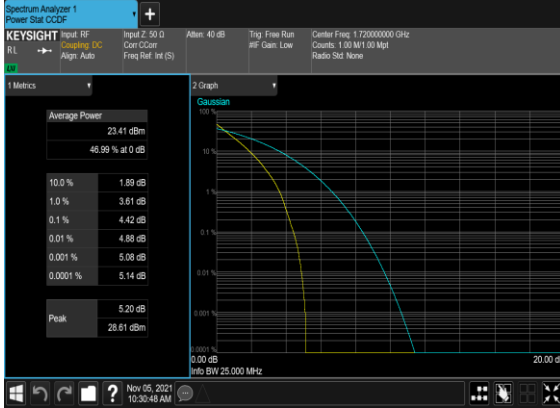 Spectrum Analyzer 1
Power Stat CCDF
+
KEYSIGHT
RL
Input: RF
Coupling: DC
Align: Auto
Input Z: 50 Ω
Corr CCorr
Freq Ref: Int (S)
Atten: 40 dB
Trig: Free Run
#IF Gain: Low
Center Freq: 1.720000000 GHz
Counts: 1.00 M/1.00 Mpt
Radio Std: None
1 Metrics
Average Power
23.41 dBm
46.99 % at 0 dB
10.0 % 1.89 dB
1.0 % 3.61 dB
0.1 % 4.42 dB
0.01 % 4.88 dB
0.001 % 5.08 dB
0.0001 % 5.14 dB
Peak
5.20 dB
28.61 dBm
2 Graph
Gaussian
100 %
10 %
1 %
0.1 %
0.01 %
0.001 %
0.0001 %
0.00 dB
20.00 d
Info BW 25.000 MHz
?
Nov 05, 2021
10:30:48 AM